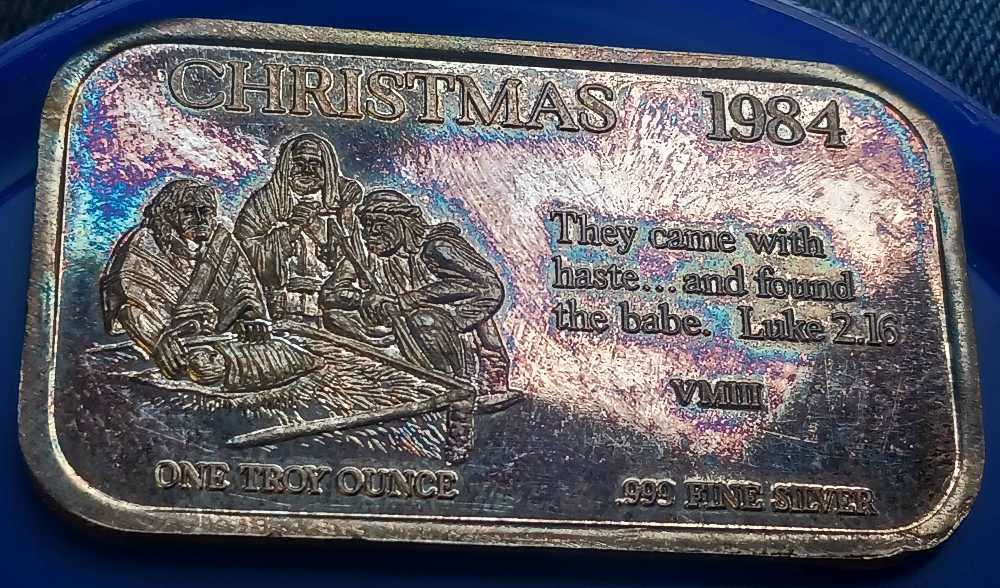 CHRISTMAS 1984
They came with
haste...and found
the babe. Luke 2.16
VMIII
ONE TROY OUNCE .999 FINE SILVER